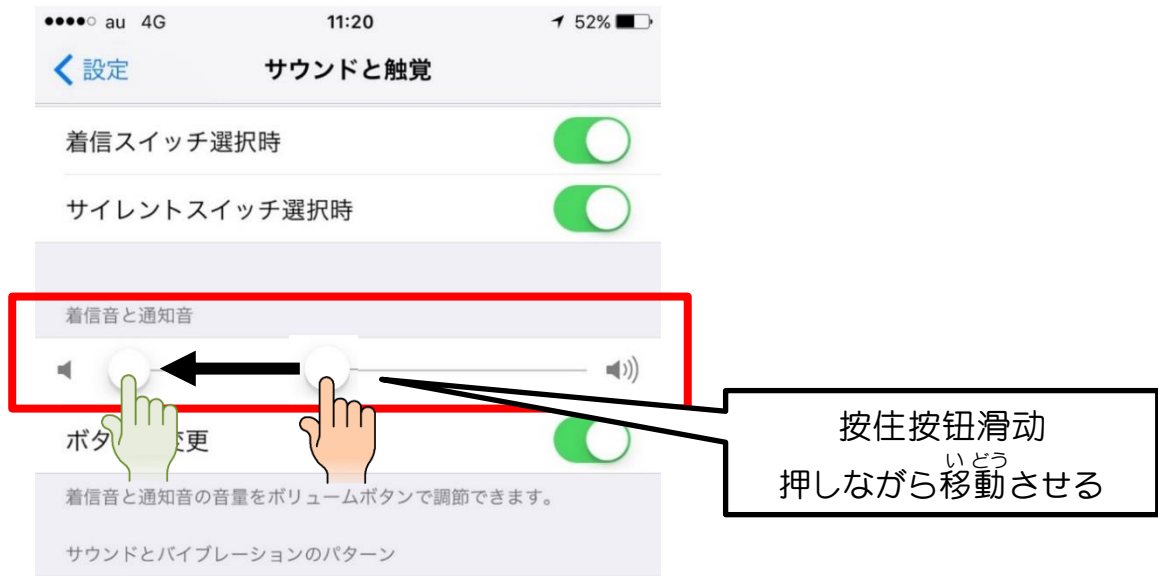 au 4G 11:20 52%
設定 サウンドと触覚
着信スイッチ選択時
サイレントスイッチ選択時
着信音と通知音
按住按钮滑动
押しながら移動させる
いどう
ボタ 変更
着信音と通知音の音量をボリュームボタンで調節できます。
サウンドとバイブレーションのパターン